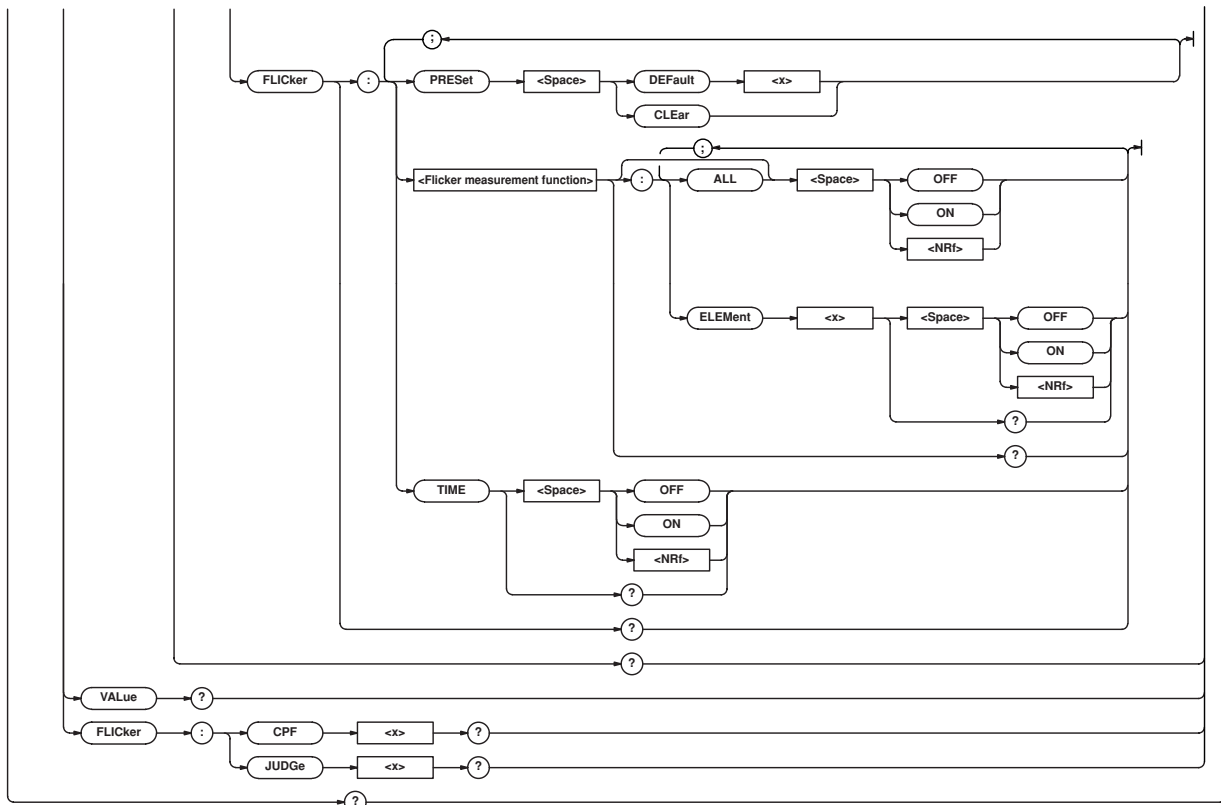 ;
FLICker : PRESet <Space> DEFault <x>
CLEar
;
<Flicker measurement function> : ALL <Space> OFF
ON
<NRf>
ELEMent <x> <Space> OFF
ON
<NRf>
?
?
TIME <Space> OFF
ON
<NRf>
?
?
?
VALue ?
FLICker : CPF <x> ?
JUDGe <x> ?
?